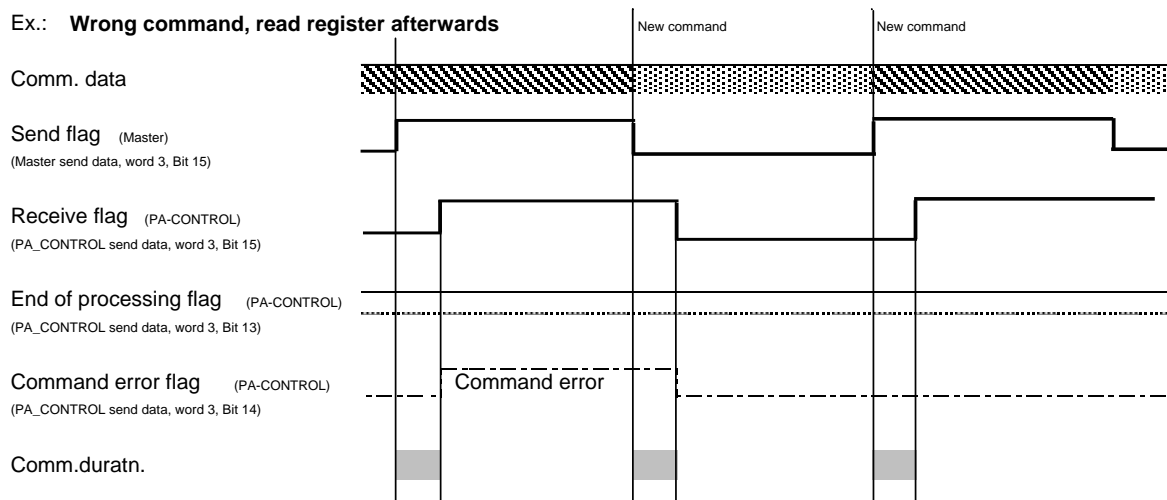 Ex.: Wrong command, read register afterwards
New command
New command
Comm. data
Send flag (Master)
(Master send data, word 3, Bit 15)
Receive flag (PA-CONTROL)
(PA_CONTROL send data, word 3, Bit 15)
End of processing flag (PA-CONTROL)
(PA_CONTROL send data, word 3, Bit 13)
Command error flag (PA-CONTROL)
Command error
(PA_CONTROL send data, word 3, Bit 14)
Comm.duratn.